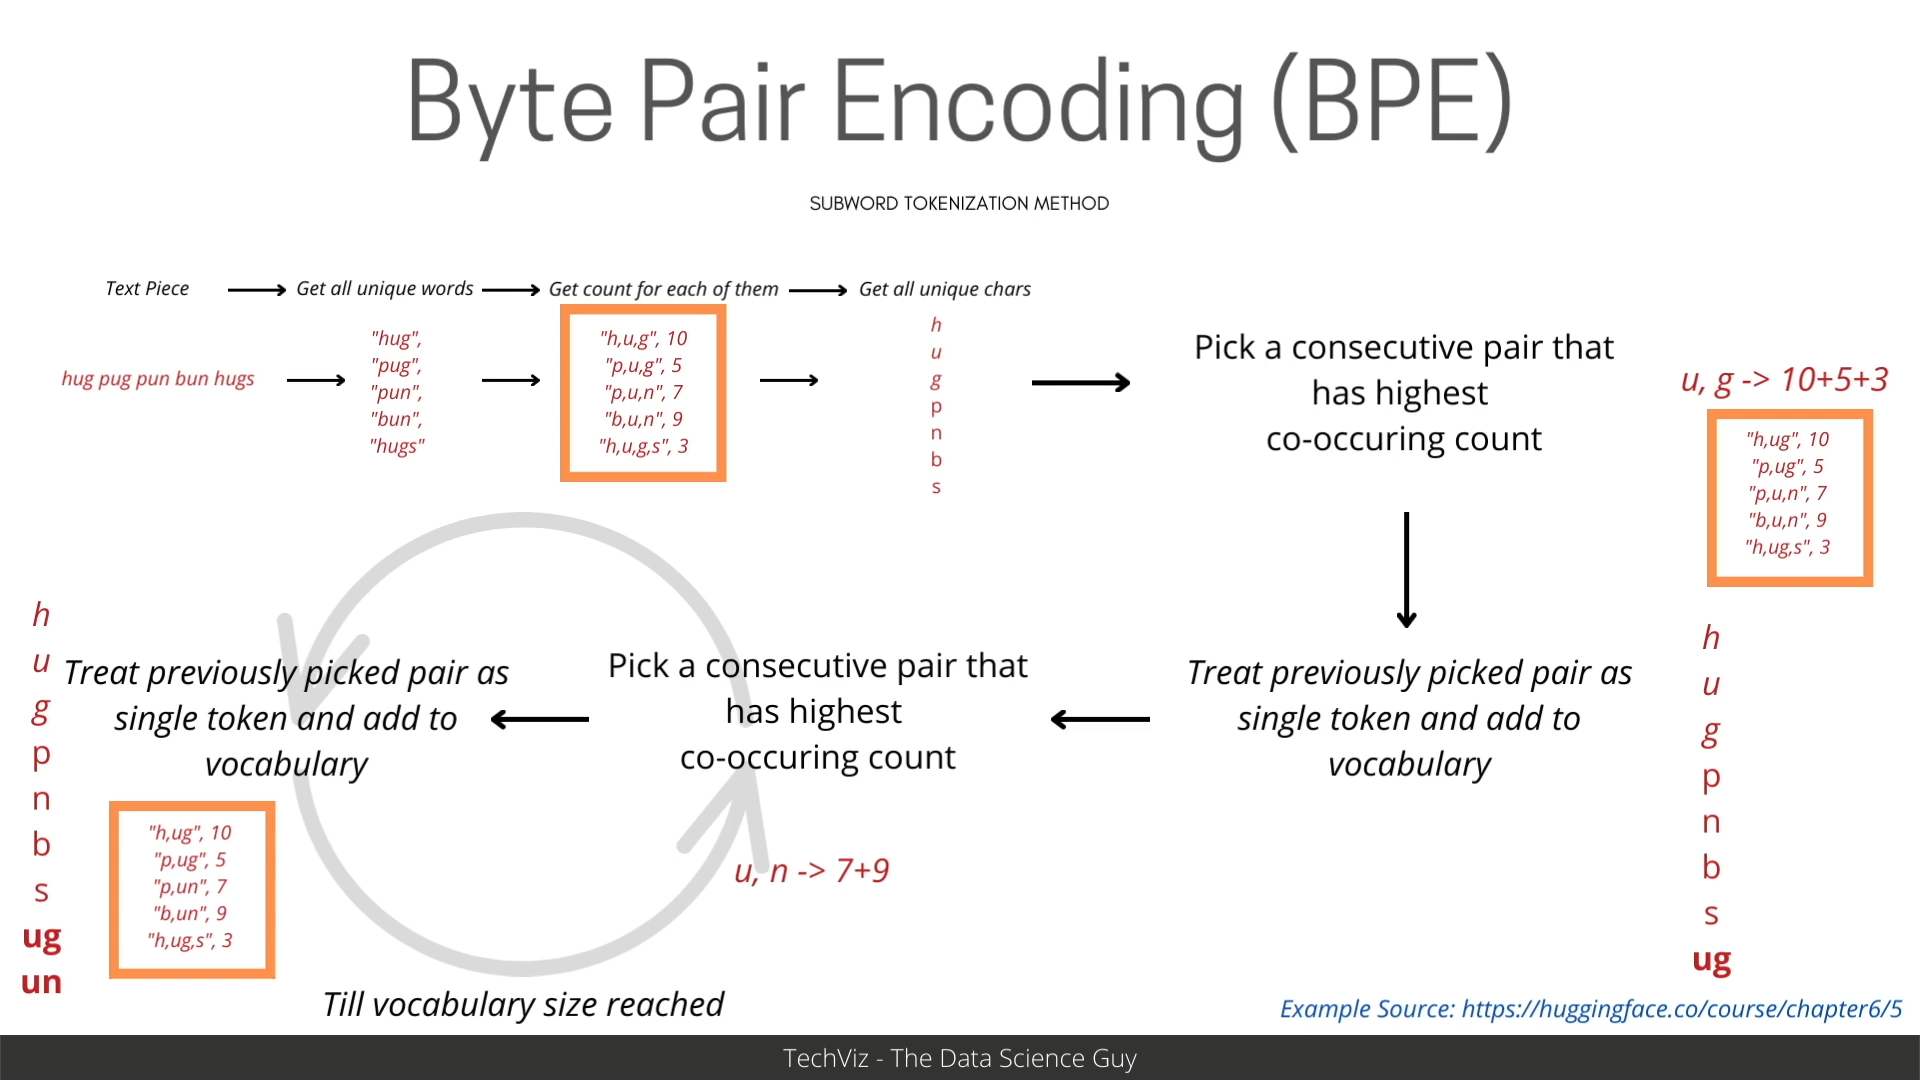 Byte Pair Encoding (BPE)
SUBWORD TOKENIZATION METHOD
Text Piece
Get all unique words
Get count for each of them
Get all unique chars
hug pug pun bun hugs
"hug",
"pug",
"pun",
"bun",
"hugs"
"h,u,g", 10
"p,u,g", 5
"p,u,n", 7
"b,u,n", 9
"h,u,g,s", 3
h
u
g
p
n
b
s
Pick a consecutive pair that
has highest
co-occuring count
u, g -> 10+5+3
"h,ug", 10
"p,ug", 5
"p,u,n", 7
"b,u,n", 9
"h,ug,s", 3
h
u
g
p
n
b
s
ug
Treat previously picked pair as
single token and add to
vocabulary
Pick a consecutive pair that
has highest
co-occuring count
u, n -> 7+9
Treat previously picked pair as
single token and add to
vocabulary
h
u
g
p
n
b
s
ug
un
"h,ug", 10
"p,ug", 5
"p,un", 7
"b,un", 9
"h,ug,s", 3
Till vocabulary size reached
Example Source: https://huggingface.co/course/chapter6/5
TechViz - The Data Science Guy